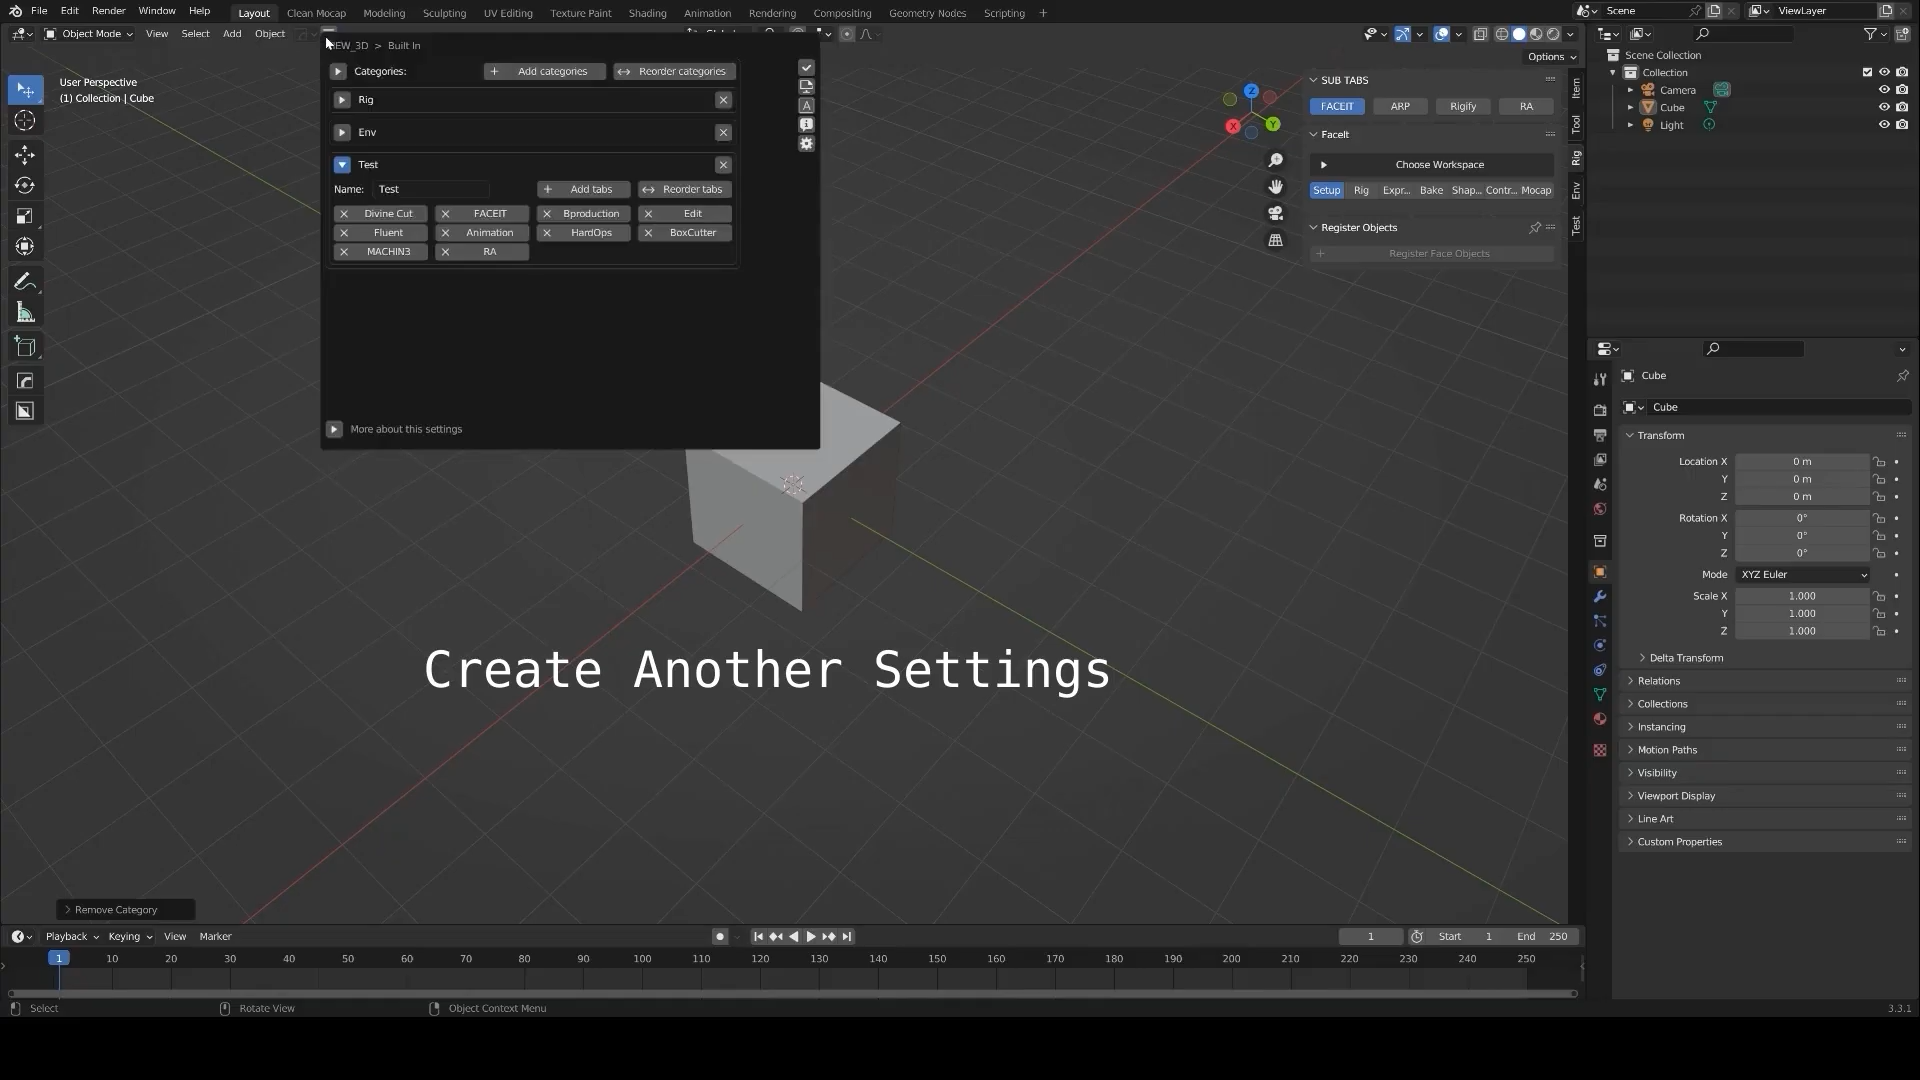 File Edit Render Window Help Layout Clean Mocap Modeling Sculpting UV Editing Texture Paint Shading Animation Rendering Compositing Geometry Nodes Scripting + Scene ViewLayer
Object Mode View Select Add Object
Options
User Perspective
(1) Collection | Cube
EW_3D > Built In
Categories: Add categories Reorder categories
Rig
Env
Test
Name: Test Add tabs Reorder tabs
Divine Cut FACEIT Bproduction Edit
Fluent Animation HardOps BoxCutter
MACHIN3 RA
More about this settings
Z
Y
X
SUB TABS
FACEIT ARP Rigify RA
FaceIt
Choose Workspace
Setup Rig Expr... Bake Shap... Contr... Mocap
Register Objects
Register Face Objects
Item
Tool
Rig
Env
Test
Scene Collection
Collection
Camera
Cube
Light
Cube
Cube
Transform
Location X 0 m
Y 0 m
Z 0 m
Rotation X 0°
Y 0°
Z 0°
Mode XYZ Euler
Scale X 1.000
Y 1.000
Z 1.000
Delta Transform
Relations
Collections
Instancing
Motion Paths
Visibility
Viewport Display
Line Art
Custom Properties
Create Another Settings
Remove Category
Playback Keying View Marker 1 Start 1 End 250
1 10 20 30 40 50 60 70 80 90 100 110 120 130 140 150 160 170 180 190 200 210 220 230 240 250
Select Rotate View Object Context Menu 3.3.1